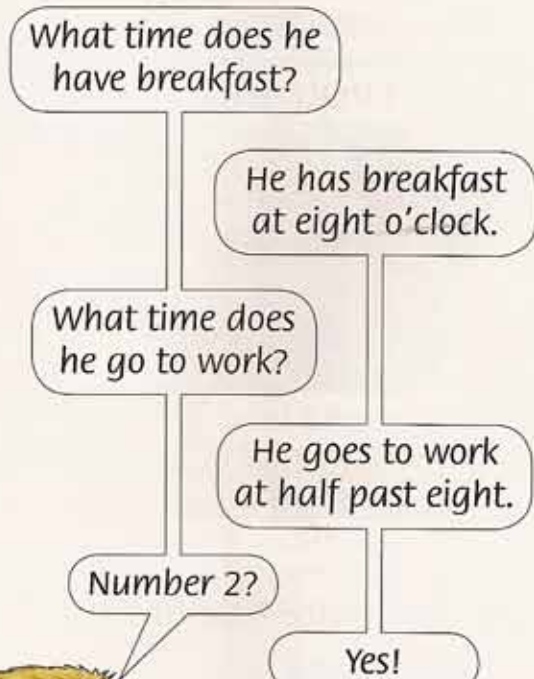 What time does he
have breakfast?
He has breakfast
at eight o'clock.
What time does
he go to work?
He goes to work
at half past eight.
Number 2?
Yes!